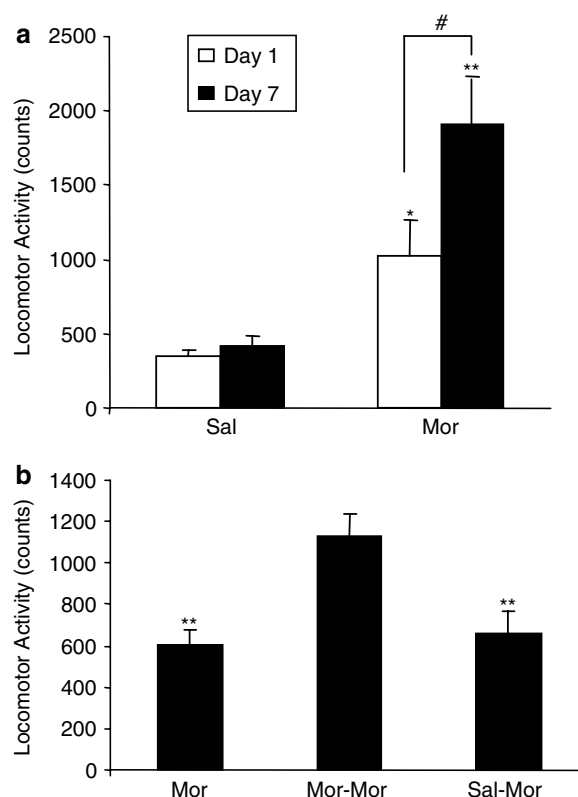 a
Locomotor Activity (counts)
2500
2000
1500
1000
500
0
Day 1
Day 7
#
**
*
Sal Mor
b
Locomotor Activity (counts)
1400
1200
1000
800
600
400
200
0
**
**
Mor Mor-Mor Sal-Mor